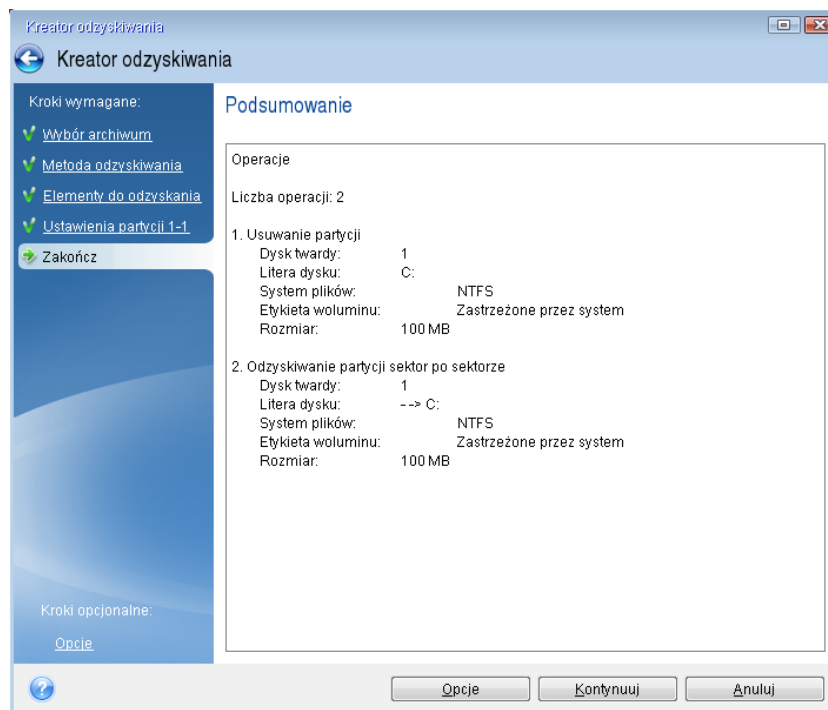 Kreator odzyskiwania
Kreator odzyskiwania
Kroki wymagane:
Wybór archiwum
Metoda odzyskiwania
Elementy do odzyskania
Ustawienia partycji 1-1
Zakończ
Kroki opcjonalne:
Opcje
Podsumowanie
Operacje
Liczba operacji: 2
1. Usuwanie partycji
Dysk twardy: 1
Litera dysku: C:
System plików: NTFS
Etykieta woluminu: Zastrzeżone przez system
Rozmiar: 100 MB
2. Odzyskiwanie partycji sektor po sektorze
Dysk twardy: 1
Litera dysku: --> C:
System plików: NTFS
Etykieta woluminu: Zastrzeżone przez system
Rozmiar: 100 MB
Opcje Kontynuuj Anuluj